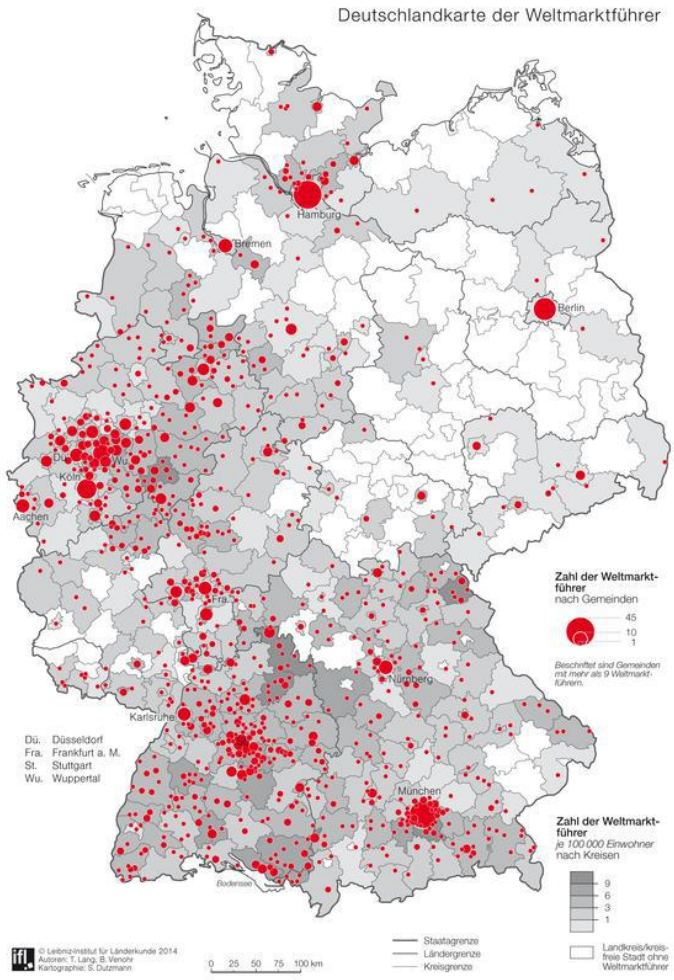 Deutschlandkarte der Weltmarktführer
Hamburg
Bremen
Berlin
Dü.
Wu.
Köln
Aachen
Fra.
Nürnberg
Karlsruhe
München
Bodensee
Dü. Düsseldorf
Fra. Frankfurt a. M.
St. Stuttgart
Wu. Wuppertal
Zahl der Weltmarkt-
führer
nach Gemeinden
45
10
1
Beschriftet sind Gemeinden
mit mehr als 9 Weltmarkt-
führern.
Zahl der Weltmarkt-
führer
je 100 000 Einwohner
nach Kreisen
9
6
3
1
Landkreis/kreis-
freie Stadt ohne
Weltmarktführer
Staatagrenze
Ländergrenze
Kreisgrenze
0 25 50 75 100 km
ifl
© Leibniz-Institut für Länderkunde 2014
Autoren: T. Lang, B. Venohr
Kartographie: S. Dutzmann